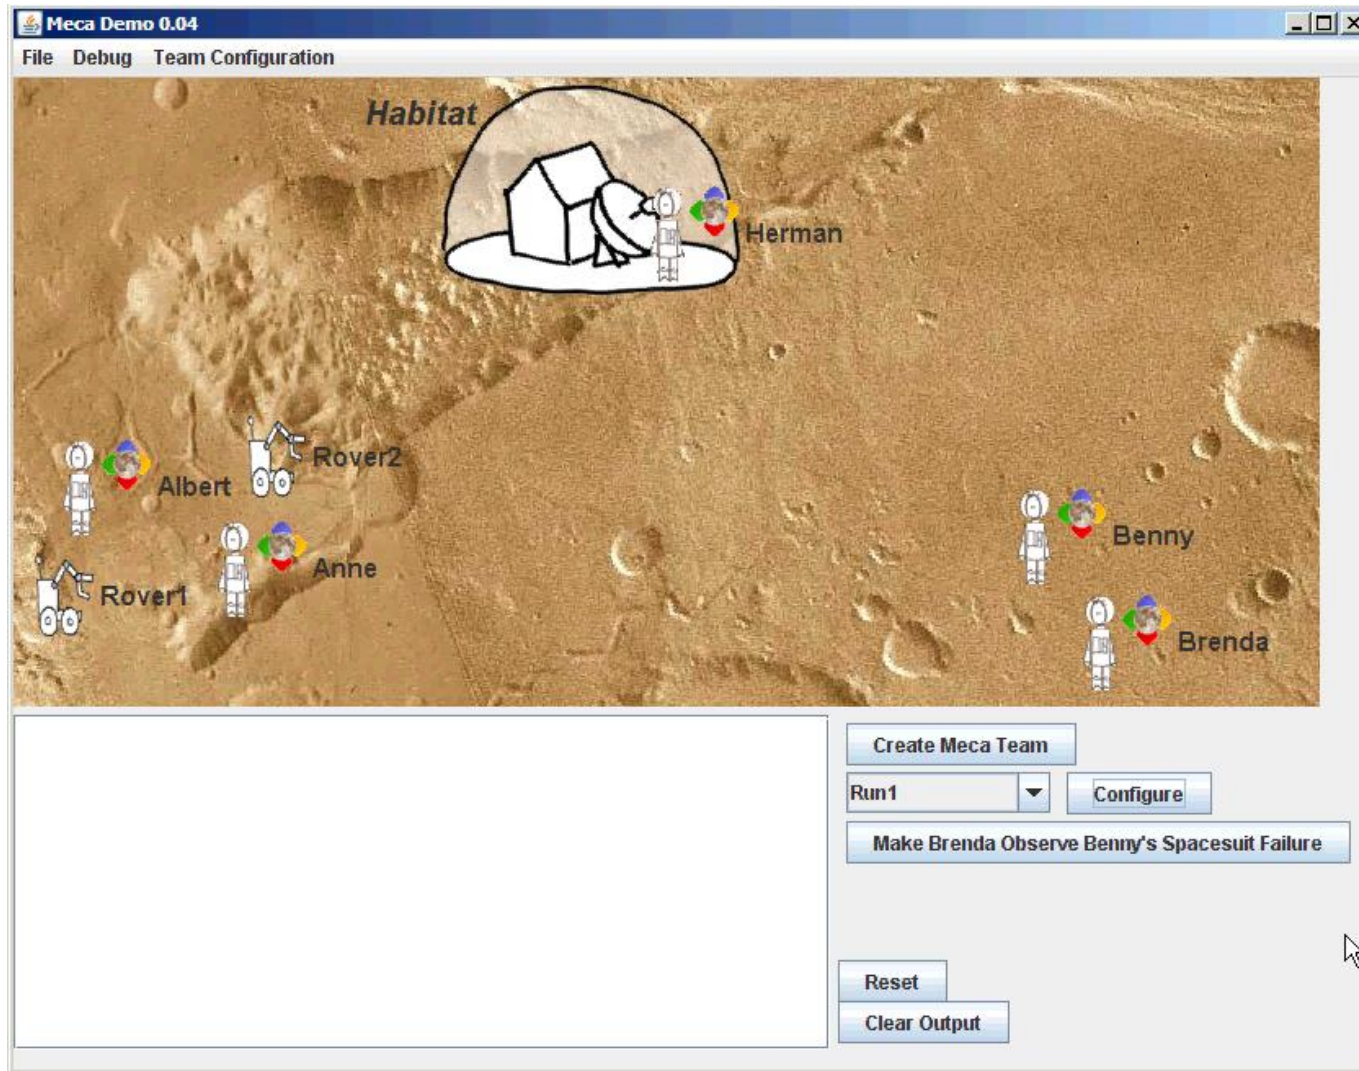 Meca Demo 0.04
File Debug Team Configuration
Habitat
Herman
Rover2
Albert
Benny
Anne
Rover1
Brenda
Create Meca Team
Run1
Configure
Make Brenda Observe Benny's Spacesuit Failure
Reset
Clear Output